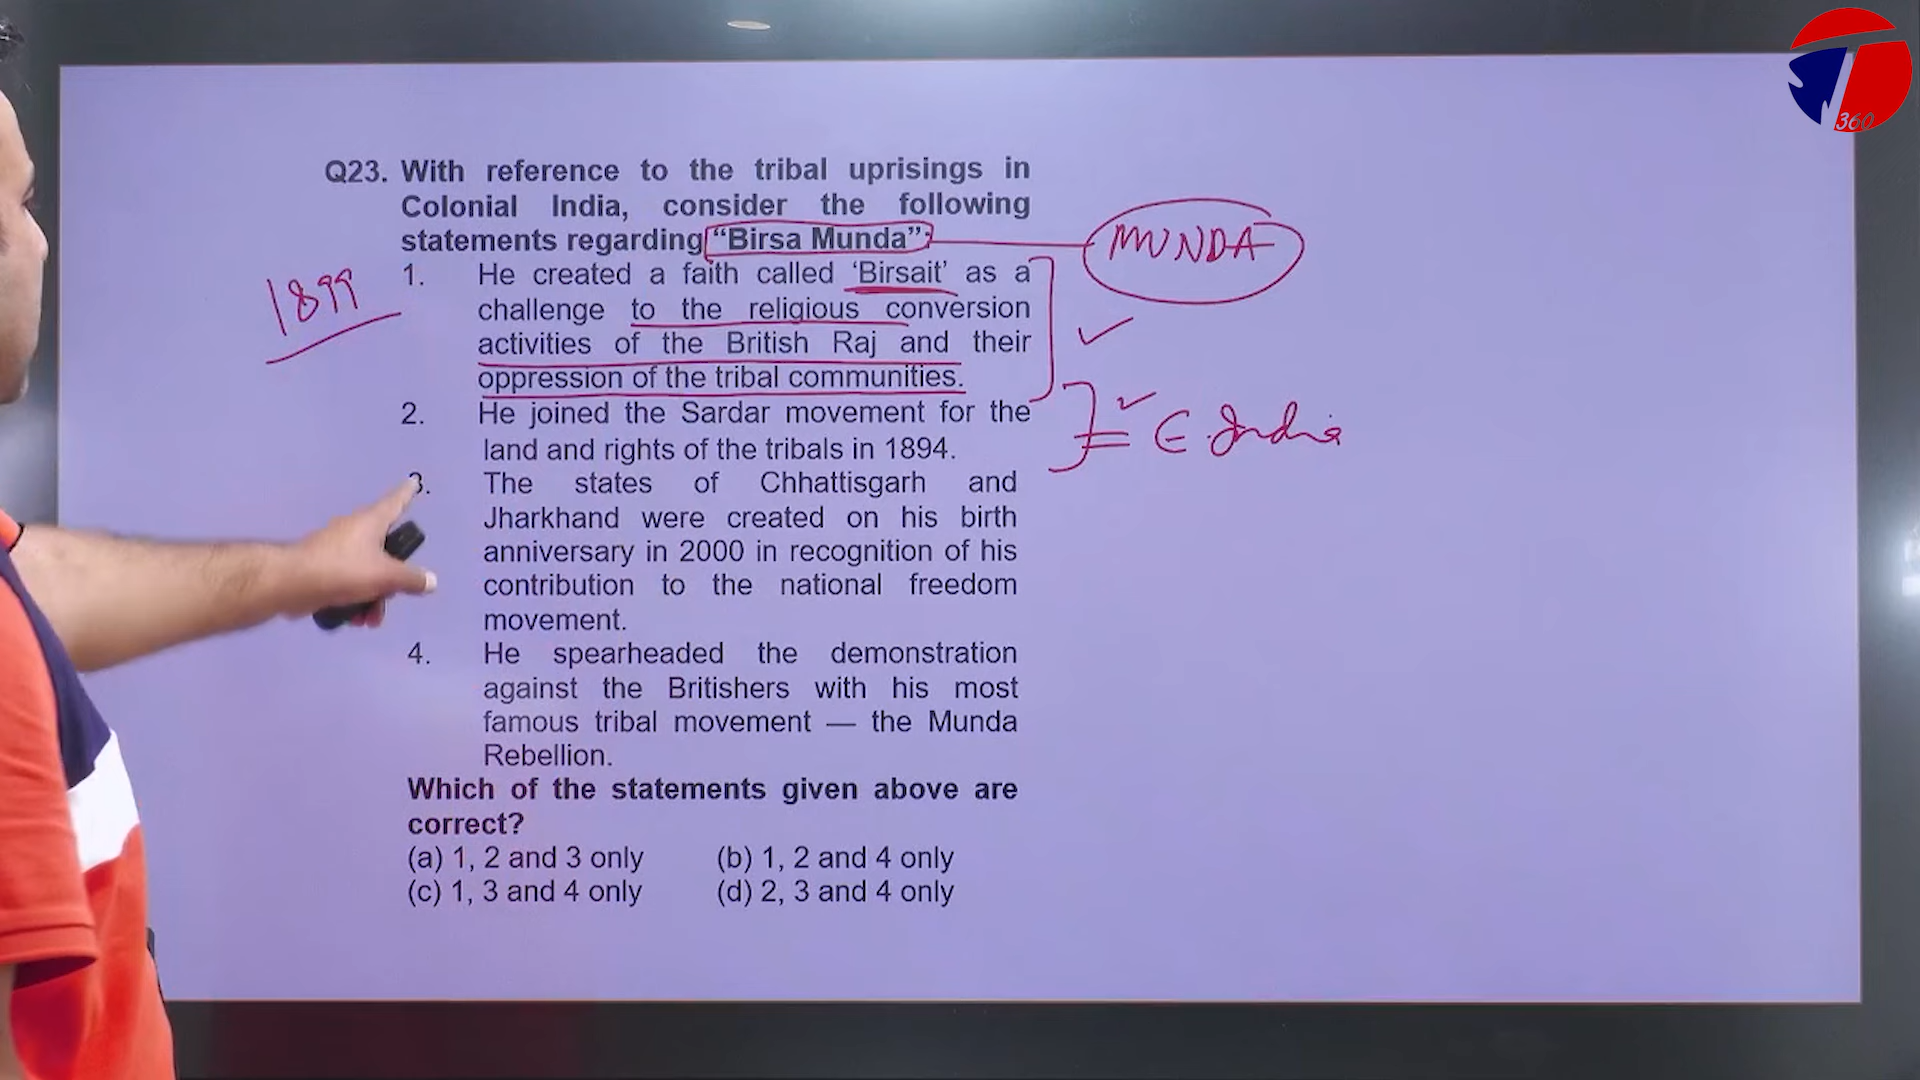 360
Q23. With reference to the tribal uprisings in
Colonial India, consider the following
statements regarding "Birsa Munda":
MUNDA
1899
1. He created a faith called 'Birsait' as a
challenge to the religious conversion
activities of the British Raj and their
oppression of the tribal communities.
2. He joined the Sardar movement for the
land and rights of the tribals in 1894.
E. India
3. The states of Chhattisgarh and
Jharkhand were created on his birth
anniversary in 2000 in recognition of his
contribution to the national freedom
movement.
4. He spearheaded the demonstration
against the Britishers with his most
famous tribal movement — the Munda
Rebellion.
Which of the statements given above are
correct?
(a) 1, 2 and 3 only (b) 1, 2 and 4 only
(c) 1, 3 and 4 only (d) 2, 3 and 4 only